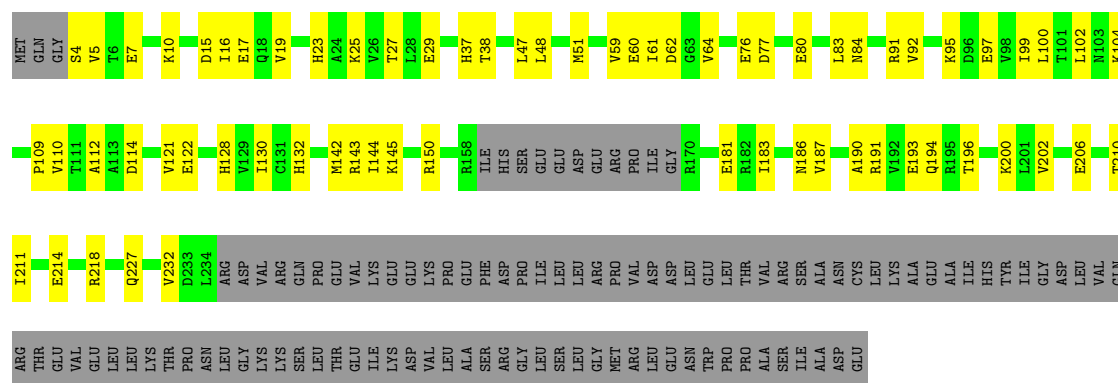 MET GLN GLY S4 V5 T6 E7 K10 D15 I16 E17 Q18 V19 H23 A24 K25 V26 T27 L28 E29 H37 T38 L47 L48 M51 V59 E60 I61 D62 G63 V64 E76 D77 E80 L83 N84 R91 V92 K95 D96 E97 V98 I99 L100 T101 L102 N103 K104
P109 V110 T111 A112 A113 D114 V121 E122 H128 V129 I130 C131 H132 M142 R143 I144 K145 R150 R158 ILE HIS SER GLU GLU ASP GLU ARG PRO ILE GLY R170 E181 R182 I183 N186 V187 A190 R191 V192 E193 Q194 R195 T196 K200 L201 V202 E206 T210
I211 E214 R218 Q227 V232 D233 L234 ARG ASP VAL ARG GLN PRO GLU VAL LYS GLU GLU LYS PRO GLU PHE ASP PRO ILE LEU LEU ARG PRO VAL ASP ASP LEU GLU LEU THR VAL ARG SER ALA ASN CYS LEU LYS ALA GLU ALA ILE HIS TYR ILE GLY ASP LEU VAL GLN
ARG THR GLU VAL GLU LEU LEU LYS THR PRO ASN LEU GLY LYS LYS SER LEU THR GLU ILE LYS ASP VAL LEU ALA SER ARG GLY LEU SER LEU GLY MET ARG LEU GLU ASN TRP PRO PRO ALA SER ILE ALA ASP GLU